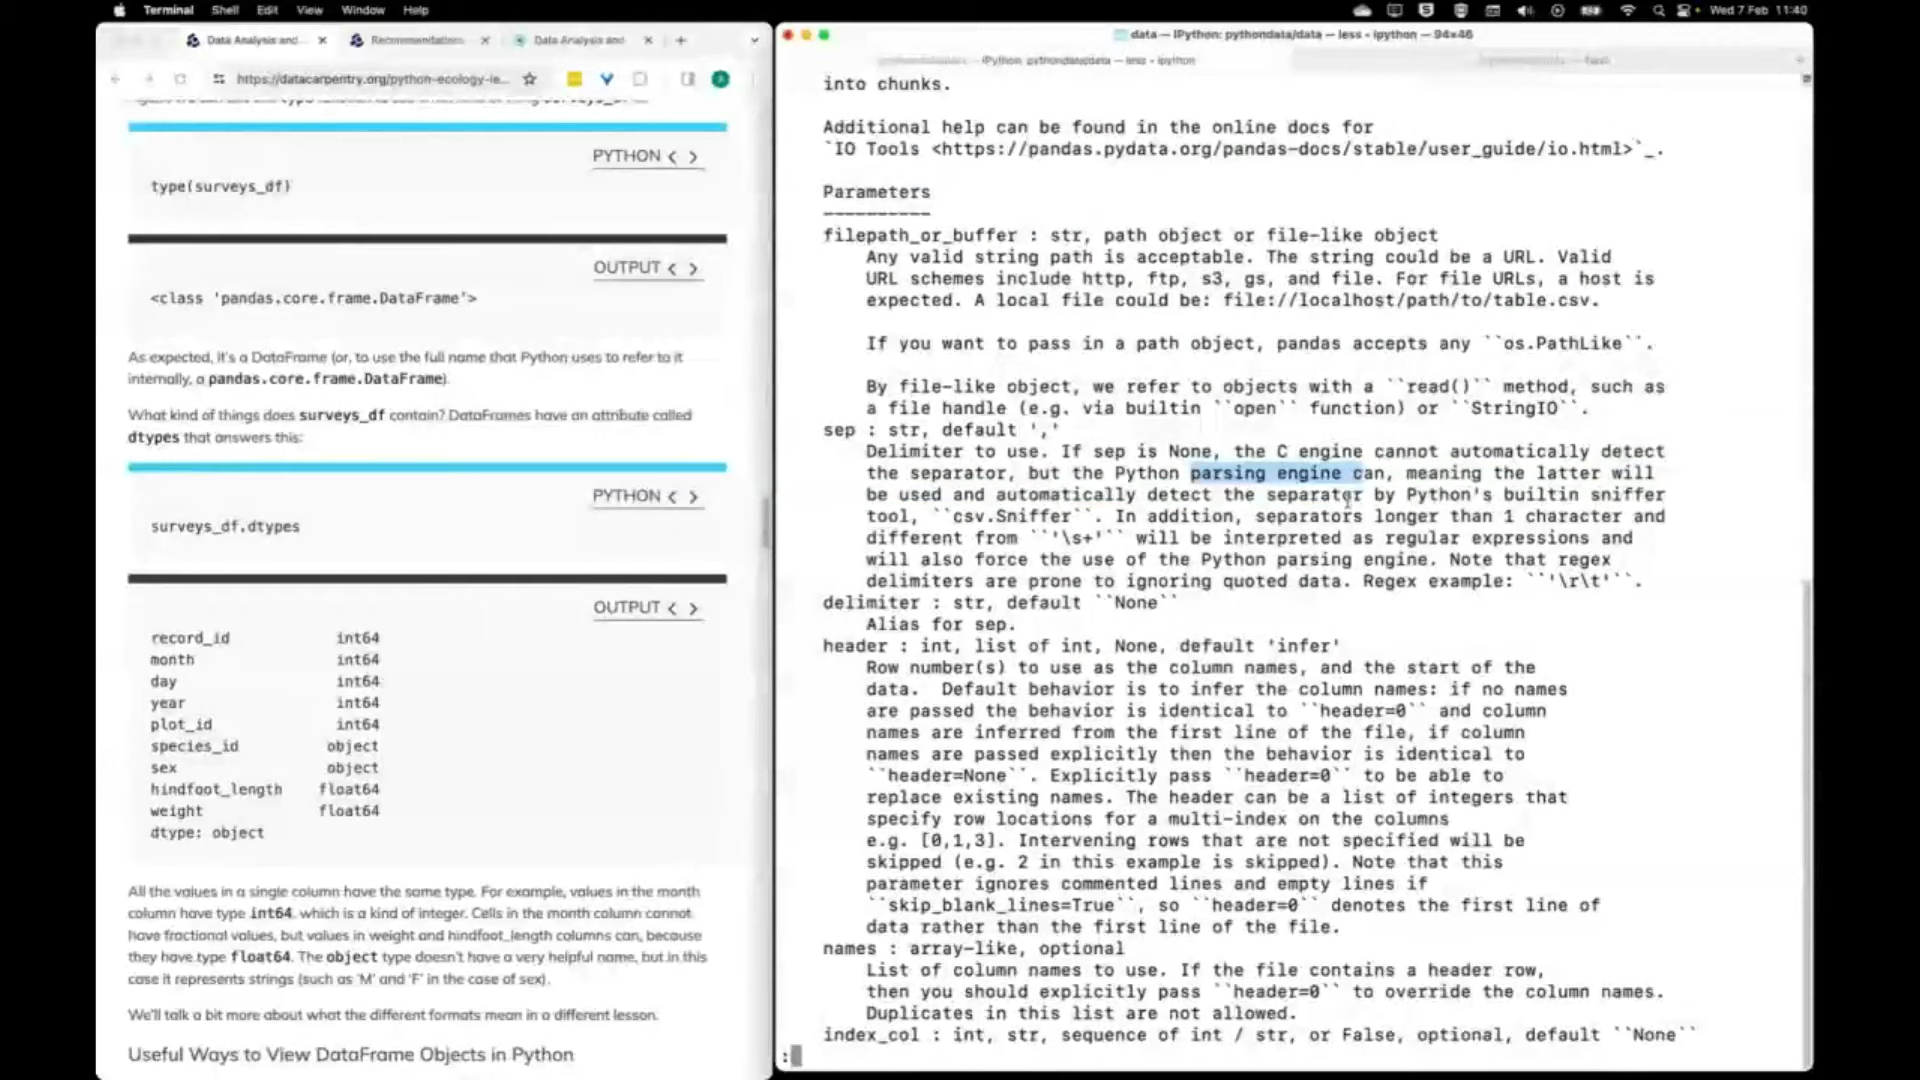 Terminal Shell Edit View Window Help
Wed 7 Feb 11:40
Data Analysis and
Recommendations
Data Analysis and
https://datacarpentry.org/python-ecology-le...
PYTHON
type(surveys_df)
OUTPUT
<class 'pandas.core.frame.DataFrame'>
As expected, it's a DataFrame (or, to use the full name that Python uses to refer to it
internally, a pandas.core.frame.DataFrame).
What kind of things does surveys_df contain? DataFrames have an attribute called
dtypes that answers this:
PYTHON
surveys_df.dtypes
OUTPUT
record_id int64
month int64
day int64
year int64
plot_id int64
species_id object
sex object
hindfoot_length float64
weight float64
dtype: object
All the values in a single column have the same type. For example, values in the month
column have type int64, which is a kind of integer. Cells in the month column cannot
have fractional values, but values in weight and hindfoot_length columns can, because
they have type float64. The object type doesn't have a very helpful name, but in this
case it represents strings (such as 'M' and 'F' in the case of sex).
We'll talk a bit more about what the different formats mean in a different lesson.
Useful Ways to View DataFrame Objects in Python
data — IPython: pythondata/data — less ‹ ipython — 94×46
IPython: pythondata/data — less ‹ ipython
into chunks.
Additional help can be found in the online docs for
`IO Tools <https://pandas.pydata.org/pandas-docs/stable/user_guide/io.html>`_.
Parameters
----------
filepath_or_buffer : str, path object or file-like object
Any valid string path is acceptable. The string could be a URL. Valid
URL schemes include http, ftp, s3, gs, and file. For file URLs, a host is
expected. A local file could be: file://localhost/path/to/table.csv.
If you want to pass in a path object, pandas accepts any ``os.PathLike``.
By file-like object, we refer to objects with a ``read()`` method, such as
a file handle (e.g. via builtin ``open`` function) or ``StringIO``.
sep : str, default ','
Delimiter to use. If sep is None, the C engine cannot automatically detect
the separator, but the Python parsing engine can, meaning the latter will
be used and automatically detect the separator by Python's builtin sniffer
tool, ``csv.Sniffer``. In addition, separators longer than 1 character and
different from ``'\s+'`` will be interpreted as regular expressions and
will also force the use of the Python parsing engine. Note that regex
delimiters are prone to ignoring quoted data. Regex example: ``'\r\t'``.
delimiter : str, default ``None``
Alias for sep.
header : int, list of int, None, default 'infer'
Row number(s) to use as the column names, and the start of the
data.  Default behavior is to infer the column names: if no names
are passed the behavior is identical to ``header=0`` and column
names are inferred from the first line of the file, if column
names are passed explicitly then the behavior is identical to
``header=None``. Explicitly pass ``header=0`` to be able to
replace existing names. The header can be a list of integers that
specify row locations for a multi-index on the columns
e.g. [0,1,3]. Intervening rows that are not specified will be
skipped (e.g. 2 in this example is skipped). Note that this
parameter ignores commented lines and empty lines if
``skip_blank_lines=True``, so ``header=0`` denotes the first line of
data rather than the first line of the file.
names : array-like, optional
List of column names to use. If the file contains a header row,
then you should explicitly pass ``header=0`` to override the column names.
Duplicates in this list are not allowed.
index_col : int, str, sequence of int / str, or False, optional, default ``None``
: